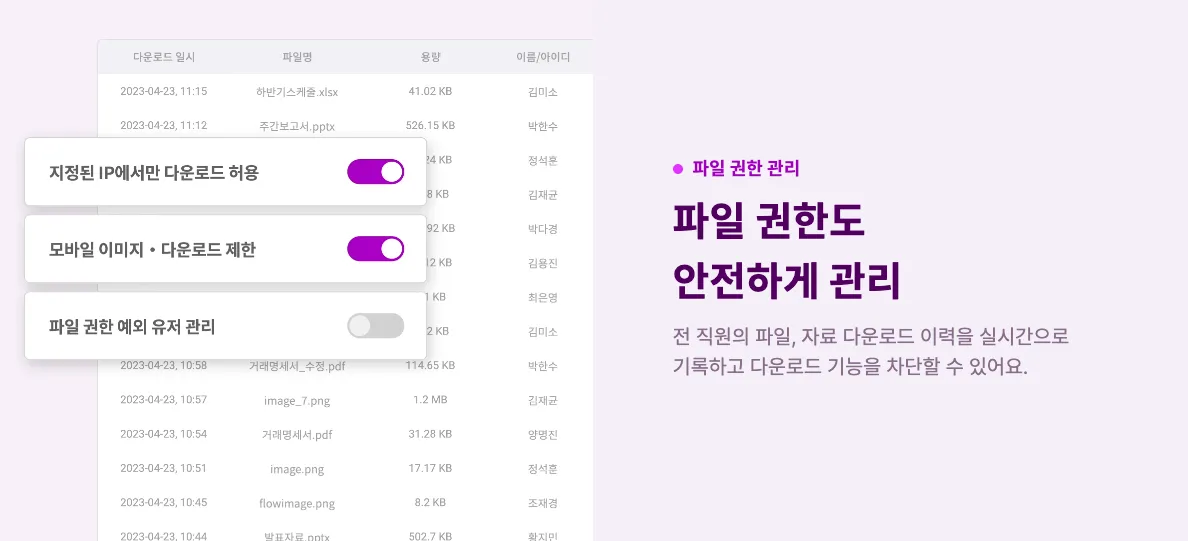 다운로드 일시 파일명 용량 이름/아이디
2023-04-23, 11:15 하반기스케줄.xlsx 41.02 KB 김미소
2023-04-23, 11:12 주간보고서.pptx 526.15 KB 박한수
지정된 IP에서만 다운로드 허용
24 KB 정석훈
8 KB 김재균
92 KB 박다경
모바일 이미지 • 다운로드 제한
12 KB 김용진
1 KB 최은영
파일 권한 예외 유저 관리
2 KB 김미소
2023-04-23, 10:58 거래명세서_수정.pdf 114.65 KB 박한수
2023-04-23, 10:57 image_7.png 1.2 MB 김재균
2023-04-23, 10:54 거래명세서.pdf 31.28 KB 양명진
2023-04-23, 10:51 image.png 17.17 KB 정석훈
2023-04-23, 10:45 flowimage.png 8.2 KB 조재경
2023-04-23, 10:44 발표자료.pptx 502.7 KB 황지민
파일 권한 관리
파일 권한도
안전하게 관리
전 직원의 파일, 자료 다운로드 이력을 실시간으로
기록하고 다운로드 기능을 차단할 수 있어요.